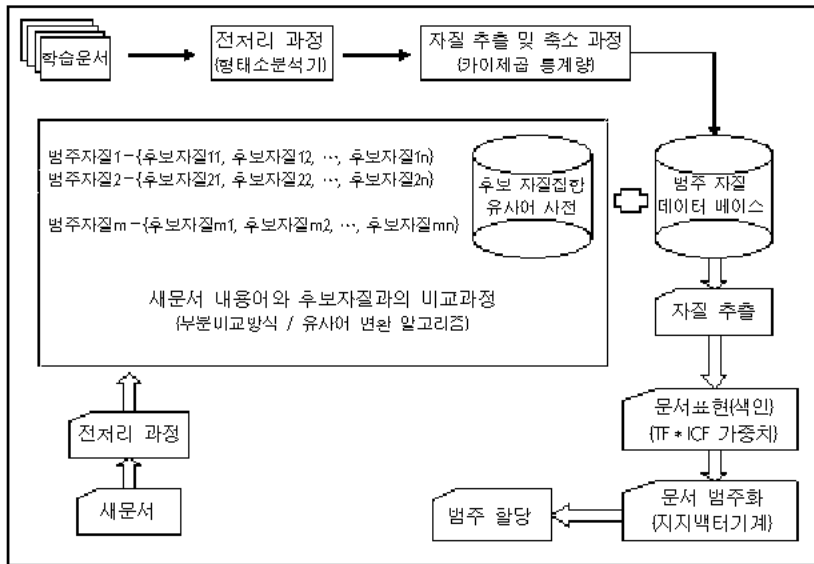 학습문서
전처리 과정
(형태소분석기)
자질 추출 및 축소 과정
(카이제곱 통계량)
범주자질1-{후보자질11, 후보자질12, …, 후보자질1n}
범주자질2-{후보자질21, 후보자질22, …, 후보자질2n}
범주자질m-{후보자질m1, 후보자질m2, …, 후보자질mn}
후보 자질집합
유사어 사전
범주 자질
데이터 베이스
새문서 내용어와 후보자질과의 비교과정
(부분비교방식 / 유사어 변환 알고리즘)
자질 추출
문서표현(색인)
(TF * ICF 가중치)
전처리 과정
새문서
범주 할당
문서 범주화
(지지벡터기계)